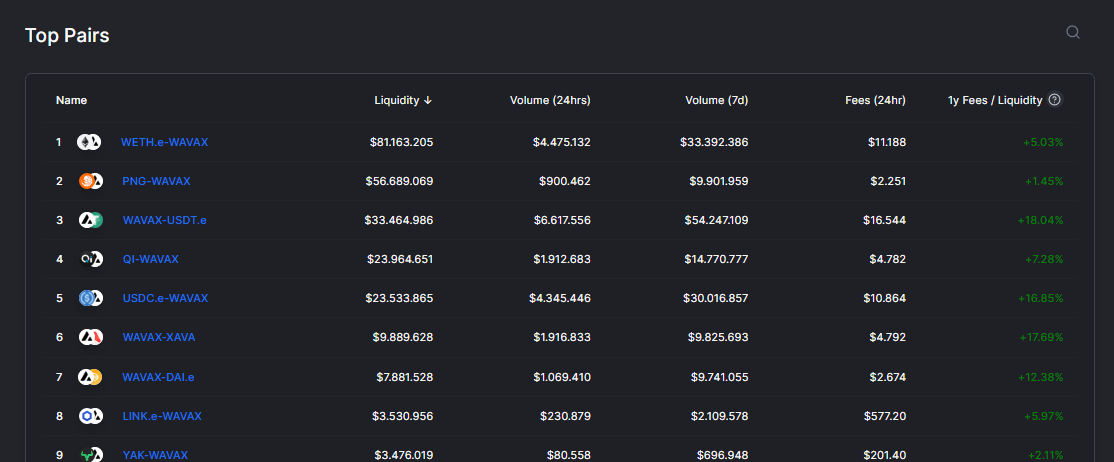 Top Pairs
Name Liquidity ↓ Volume (24hrs) Volume (7d) Fees (24hr) 1y Fees / Liquidity ?
1 WETH.e-WAVAX $81.163.205 $4.475.132 $33.392.386 $11.188 +5.03%
2 PNG-WAVAX $56.689.069 $900.462 $9.901.959 $2.251 +1.45%
3 WAVAX-USDT.e $33.464.986 $6.617.556 $54.247.109 $16.544 +18.04%
4 QI-WAVAX $23.964.651 $1.912.683 $14.770.777 $4.782 +7.28%
5 USDC.e-WAVAX $23.533.865 $4.345.446 $30.016.857 $10.864 +16.85%
6 WAVAX-XAVA $9.889.628 $1.916.833 $9.825.693 $4.792 +17.69%
7 WAVAX-DAI.e $7.881.528 $1.069.410 $9.741.055 $2.674 +12.38%
8 LINK.e-WAVAX $3.530.956 $230.879 $2.109.578 $577.20 +5.97%
9 YAK-WAVAX $3.476.019 $80.558 $696.948 $201.40 +2.11%